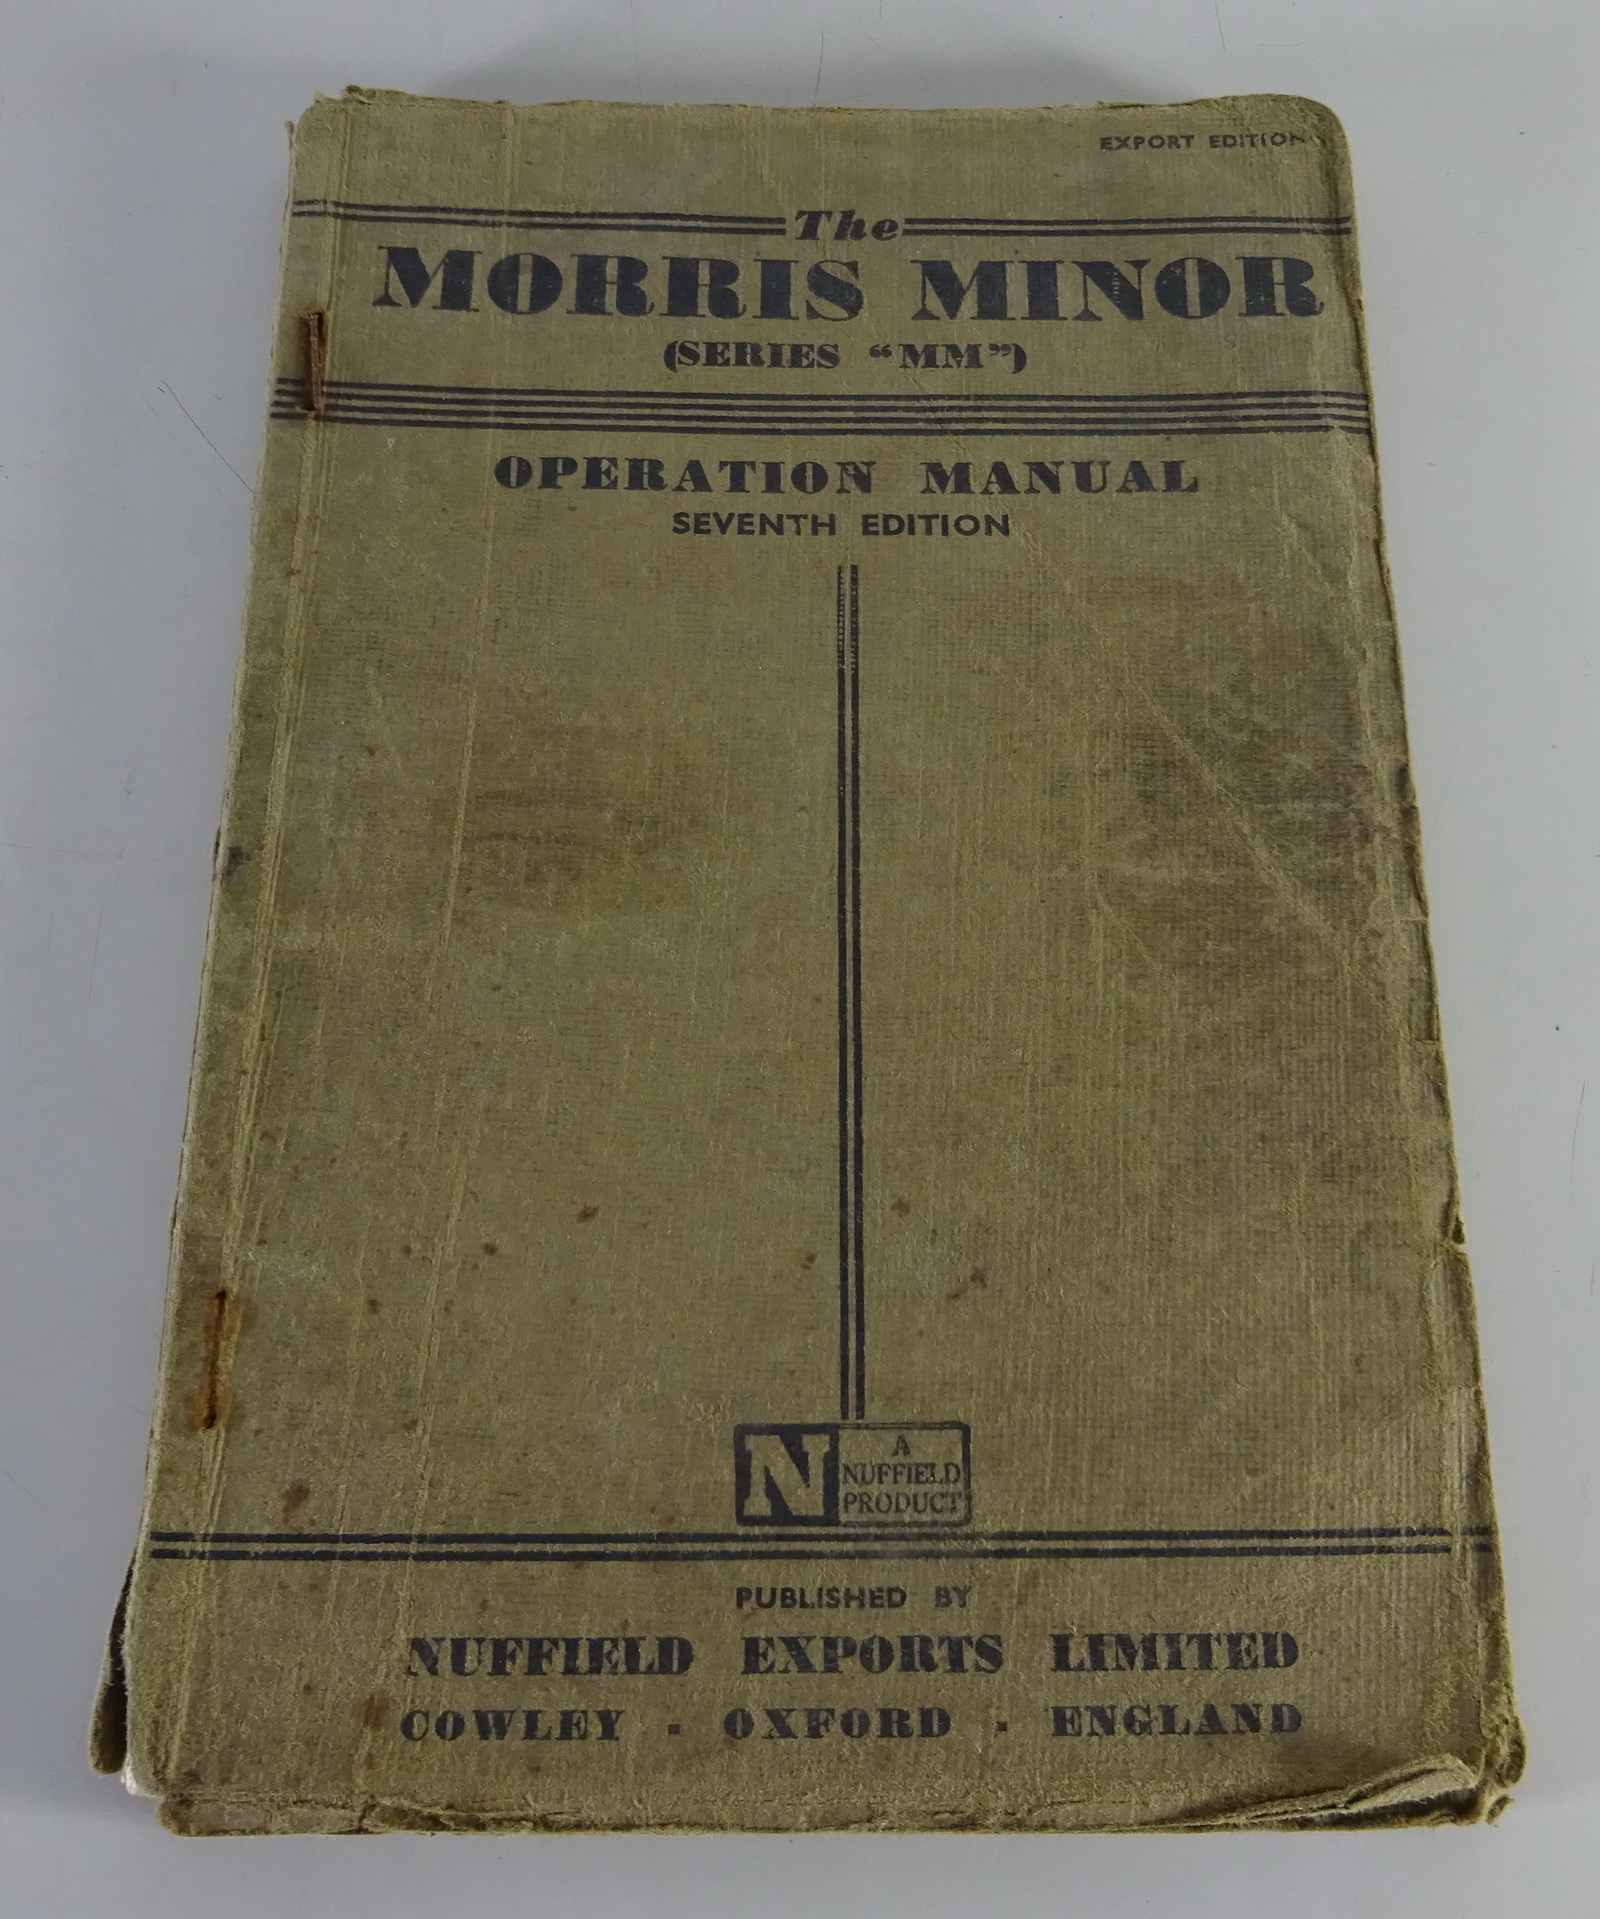 EXPORT EDITION
The
MORRIS MINOR
(SERIES “MM”)
OPERATION MANUAL
SEVENTH EDITION
N
A
NUFFIELD
PRODUCT
PUBLISHED BY
NUFFIELD EXPORTS LIMITED
COWLEY - OXFORD - ENGLAND